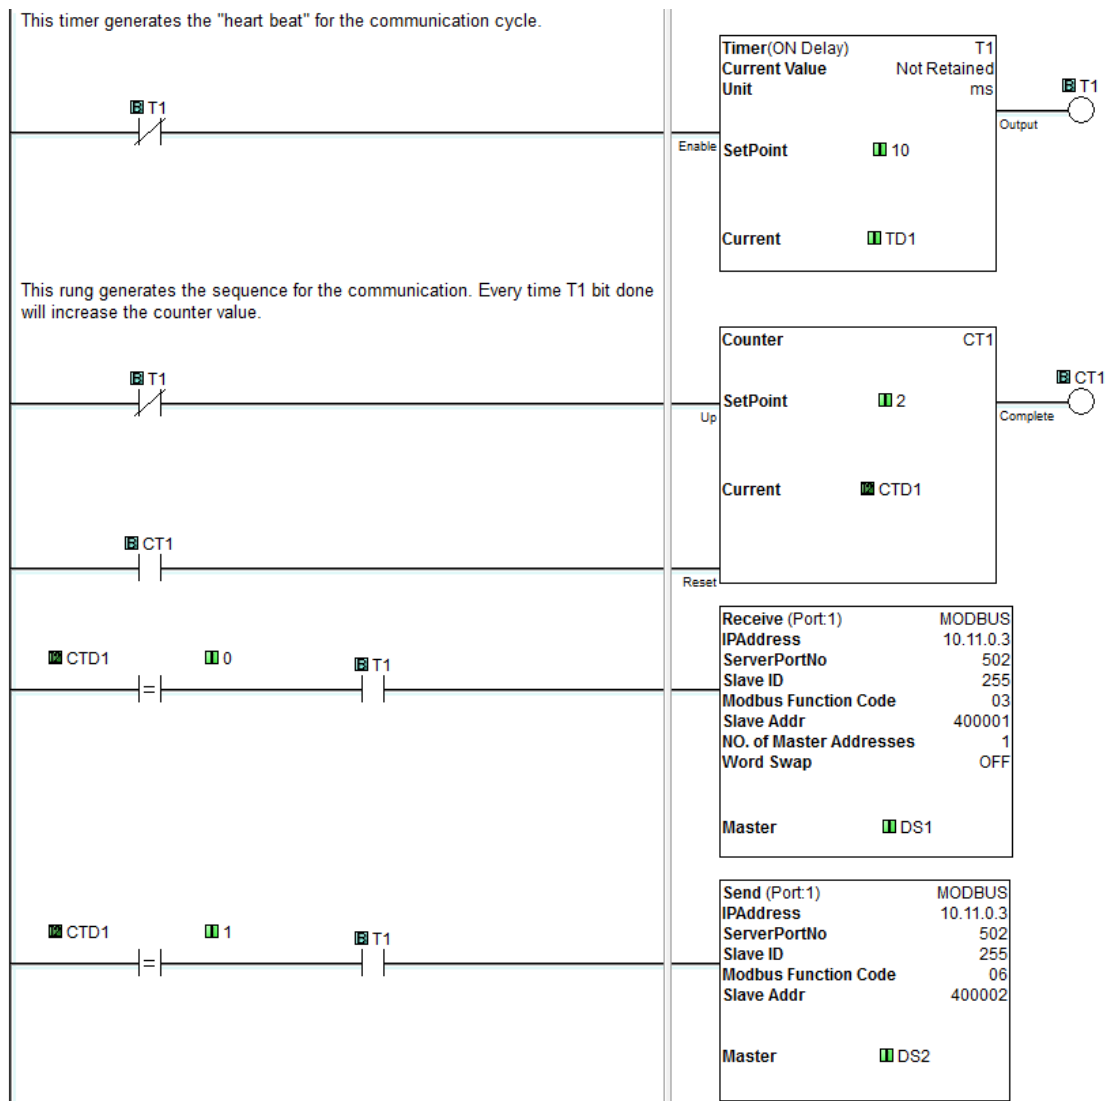 This timer generates the "heart beat" for the communication cycle.
B T1
Enable
Timer(ON Delay) T1
Current Value Not Retained
Unit ms
SetPoint 10
Current TD1
Output
B T1
This rung generates the sequence for the communication. Every time T1 bit done
will increase the counter value.
B T1
Up
Counter CT1
SetPoint 2
Current CTD1
Complete
B CT1
B CT1
Reset
CTD1 = 0
B T1
Receive (Port:1) MODBUS
IPAddress 10.11.0.3
ServerPortNo 502
Slave ID 255
Modbus Function Code 03
Slave Addr 400001
NO. of Master Addresses 1
Word Swap OFF
Master DS1
CTD1 = 1
B T1
Send (Port:1) MODBUS
IPAddress 10.11.0.3
ServerPortNo 502
Slave ID 255
Modbus Function Code 06
Slave Addr 400002
Master DS2